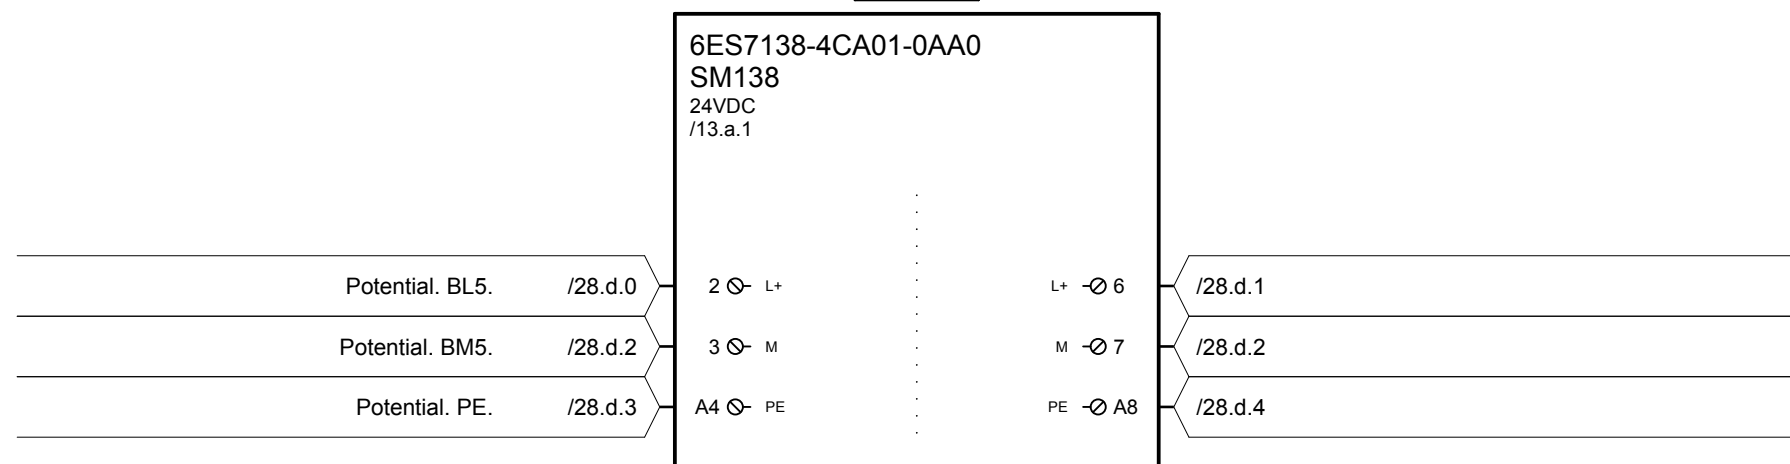 6ES7138-4CA01-0AA0
SM138
24VDC
/13.a.1
Potential. BL5. /28.d.0 2 L+ L+ 6 /28.d.1
Potential. BM5. /28.d.2 3 M M 7 /28.d.2
Potential. PE. /28.d.3 A4 PE PE A8 /28.d.4